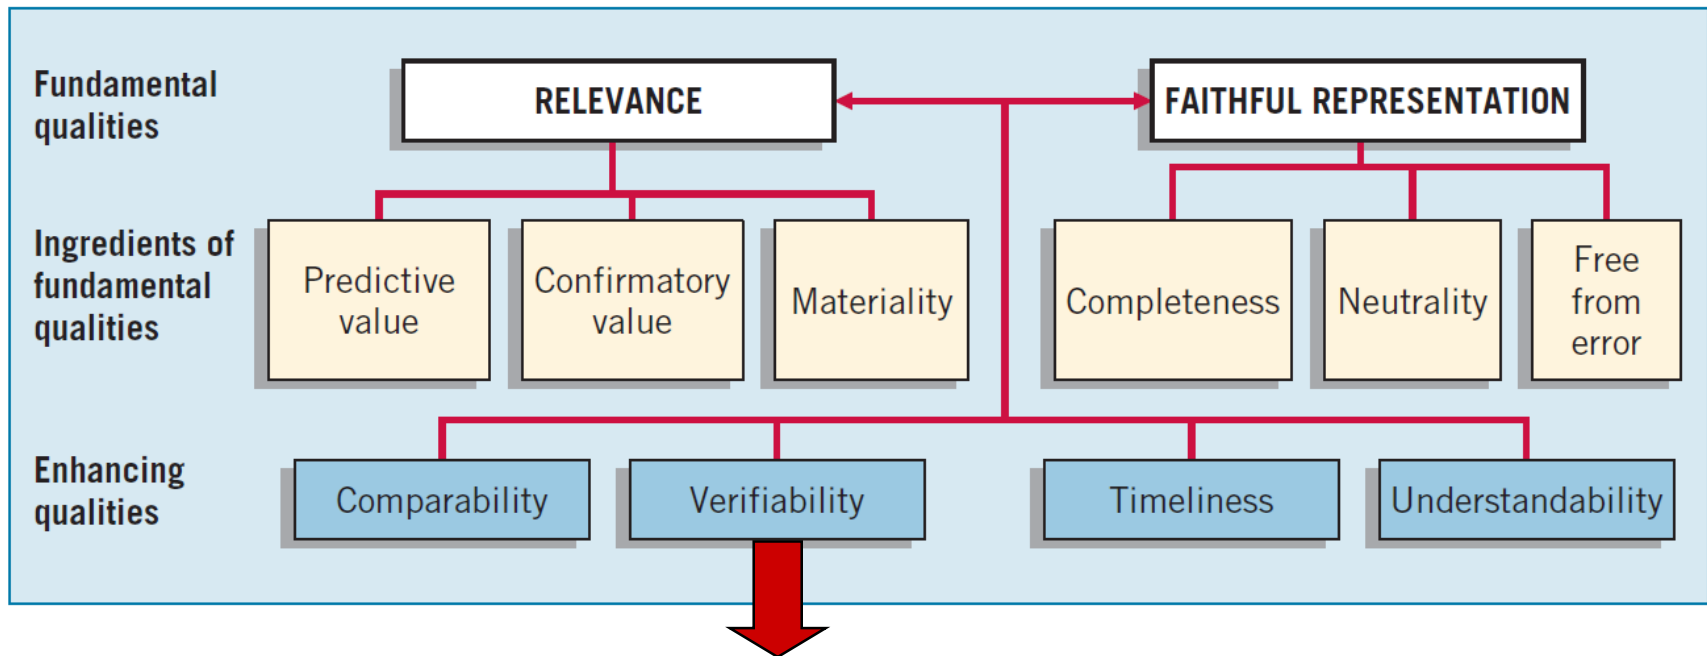 Fundamental
qualities
RELEVANCE
FAITHFUL REPRESENTATION
Ingredients of
fundamental
qualities
Predictive
value
Confirmatory
value
Materiality
Completeness
Neutrality
Free
from
error
Enhancing
qualities
Comparability
Verifiability
Timeliness
Understandability